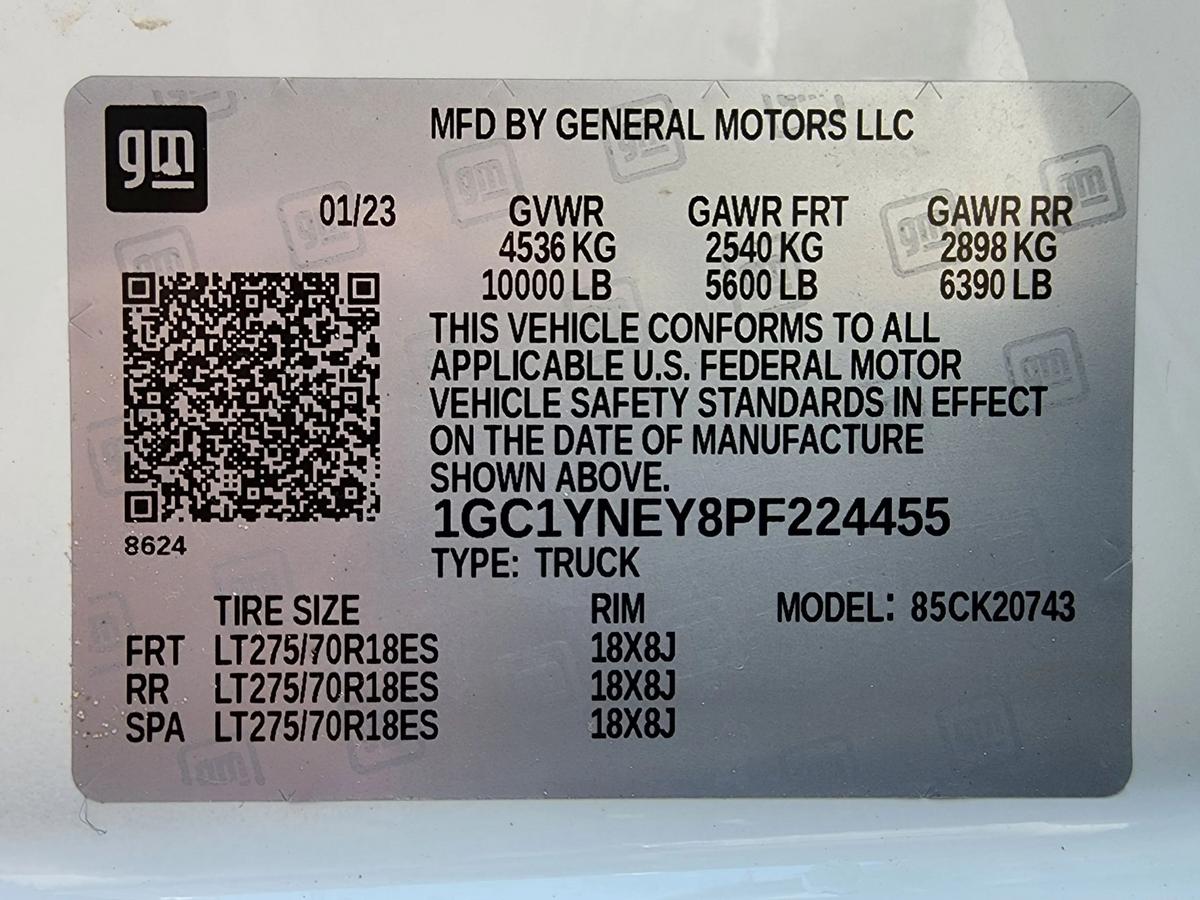 gm
MFD BY GENERAL MOTORS LLC
01/23 GVWR GAWR FRT GAWR RR
4536 KG 2540 KG 2898 KG
10000 LB 5600 LB 6390 LB
THIS VEHICLE CONFORMS TO ALL
APPLICABLE U.S. FEDERAL MOTOR
VEHICLE SAFETY STANDARDS IN EFFECT
ON THE DATE OF MANUFACTURE
SHOWN ABOVE.
1GC1YNEY8PF224455
8624
TYPE: TRUCK
TIRE SIZE RIM MODEL: 85CK20743
FRT LT275/70R18ES 18X8J
RR LT275/70R18ES 18X8J
SPA LT275/70R18ES 18X8J